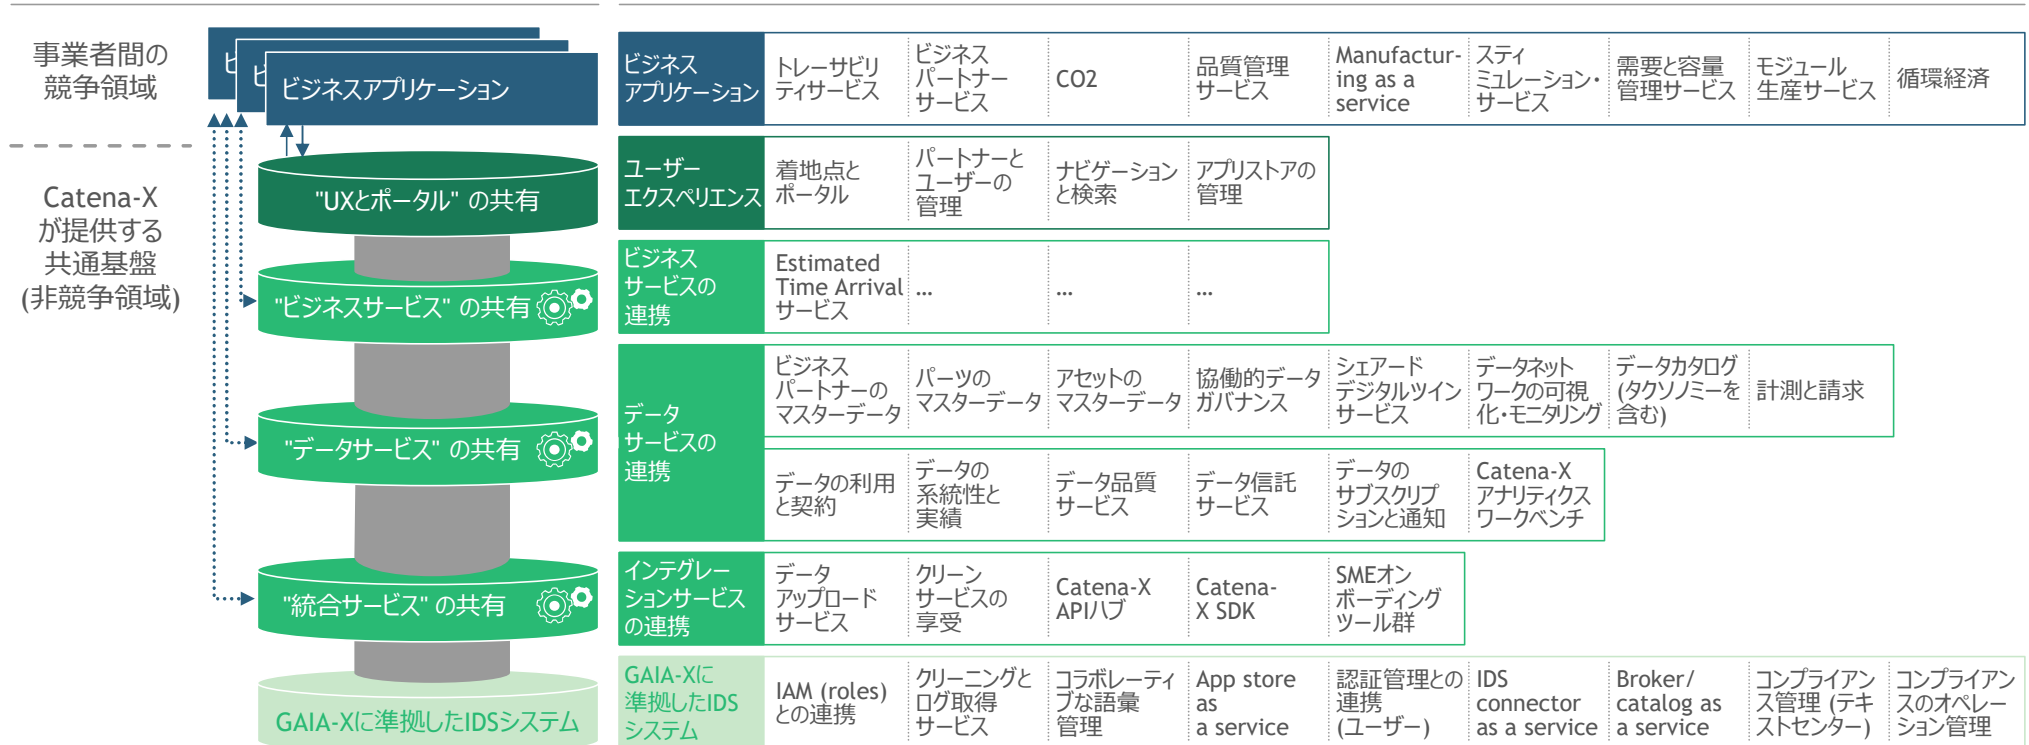 事業者間の
競争領域
Catena-X
が提供する
共通基盤
(非競争領域)
ビ
ビ
ビジネスアプリケーション
"UXとポータル" の共有
"ビジネスサービス" の共有
"データサービス" の共有
"統合サービス" の共有
GAIA-Xに準拠したIDSシステム
ビジネス
アプリケーション
トレーサビリ
ティサービス
ビジネス
パートナー
サービス
CO2
品質管理
サービス
Manufactur-
ing as a
service
スティ
ミュレーション・
サービス
需要と容量
管理サービス
モジュール
生産サービス
循環経済
ユーザー
エクスペリエンス
着地点と
ポータル
パートナーと
ユーザーの
管理
ナビゲーション
と検索
アプリストアの
管理
ビジネス
サービスの
連携
Estimated
Time Arrival
サービス
...
...
...
データ
サービスの
連携
ビジネス
パートナーの
マスターデータ
パーツの
マスターデータ
アセットの
マスターデータ
協働的データ
ガバナンス
シェアード
デジタルツイン
サービス
データネット
ワークの可視
化・モニタリング
データカタログ
(タクソノミーを
含む)
計測と請求
データの利用
と契約
データの
系統性と
実績
データ品質
サービス
データ信託
サービス
データの
サブスクリプ
ションと通知
Catena-X
アナリティクス
ワークベンチ
インテグレー
ションサービス
の連携
データ
アップロード
サービス
クリーン
サービスの
享受
Catena-X
APIハブ
Catena-
X SDK
SMEオン
ボーディング
ツール群
GAIA-Xに
準拠したIDS
システム
IAM (roles)
との連携
クリーニングと
ログ取得
サービス
コラボレーティ
ブな語彙
管理
App store
as
a service
認証管理との
連携
(ユーザー)
IDS
connector
as a service
Broker/
catalog as
a service
コンプライアン
ス管理 (テキ
ストセンター)
コンプライアン
スのオペレー
ション管理